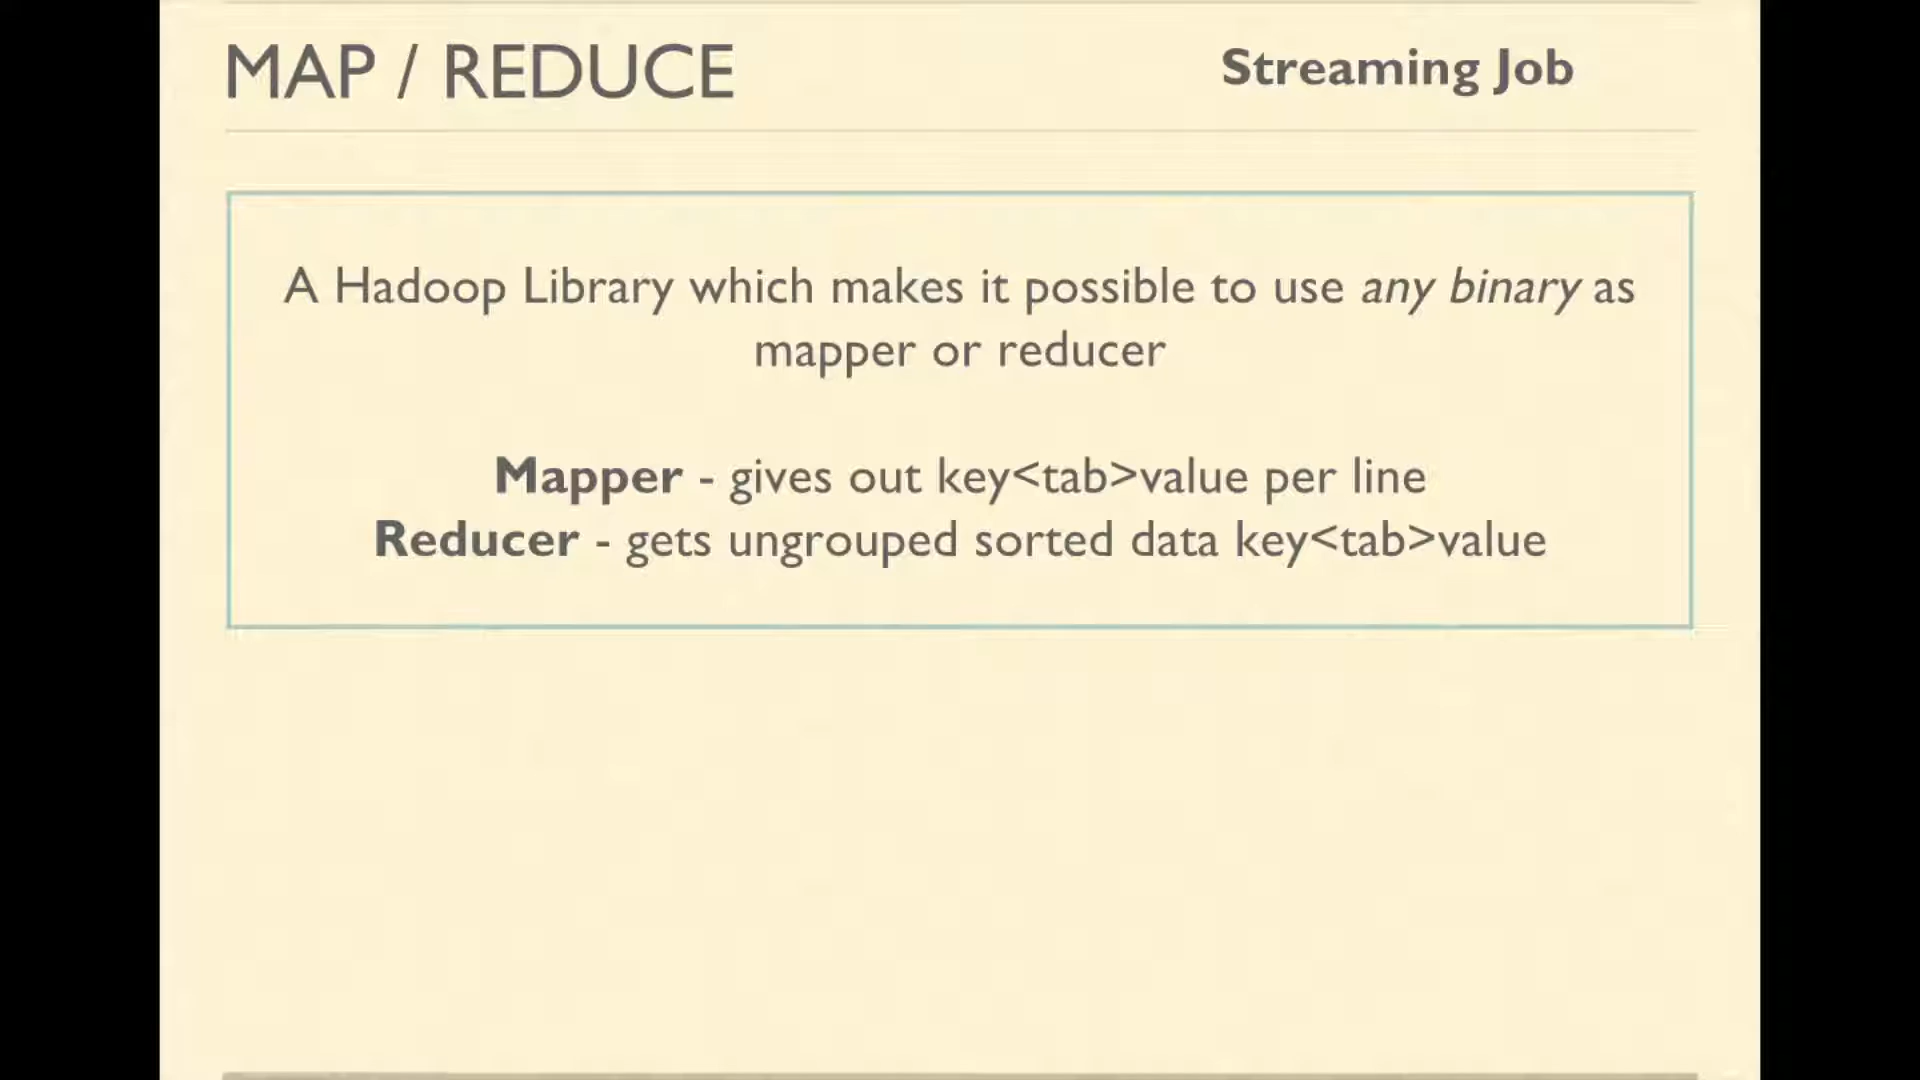 MAP / REDUCE
Streaming Job
A Hadoop Library which makes it possible to use any binary as
mapper or reducer
Mapper - gives out key<tab>value per line
Reducer - gets ungrouped sorted data key<tab>value